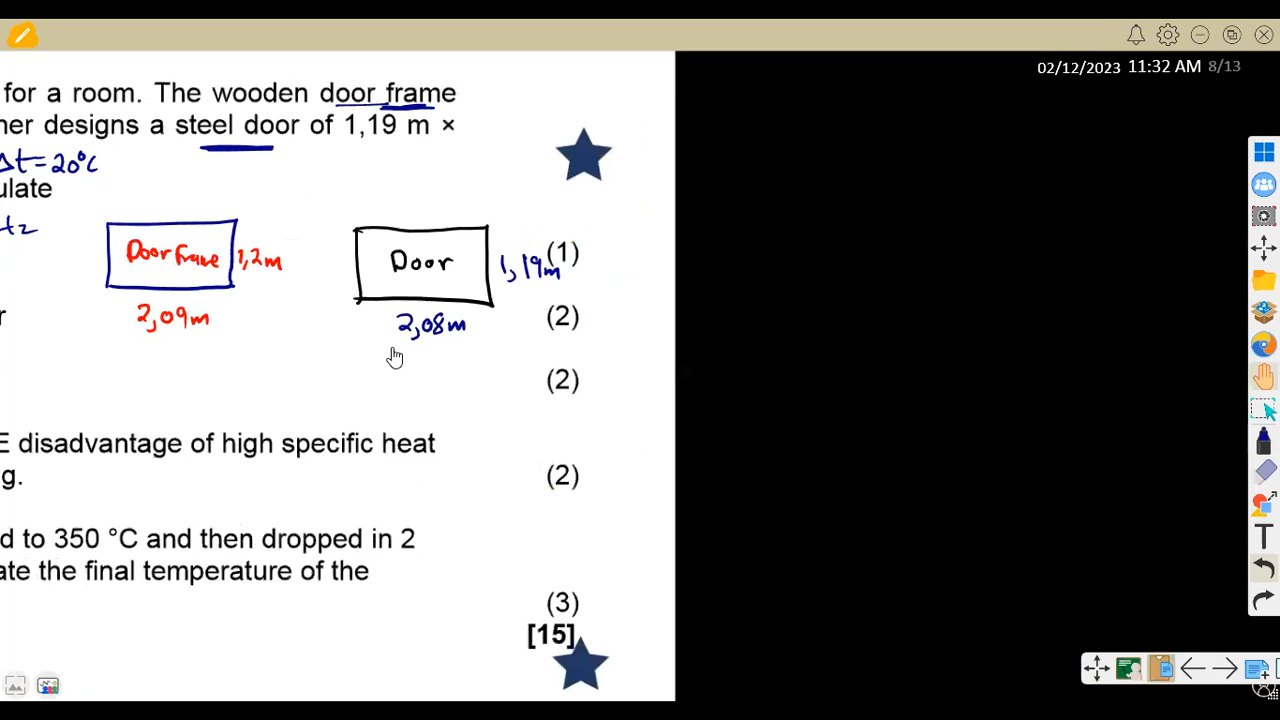 02/12/2023 11:32 AM 8/13
for a room. The wooden door frame
ner designs a steel door of 1,19 m ×
Δt=20°C
ulate
t2
Door frame 1,2m
2,09m
Door 1,19m
2,08m
(1)
r
(2)
(2)
E disadvantage of high specific heat
g.
(2)
d to 350 °C and then dropped in 2
ate the final temperature of the
(3)
[15]
T